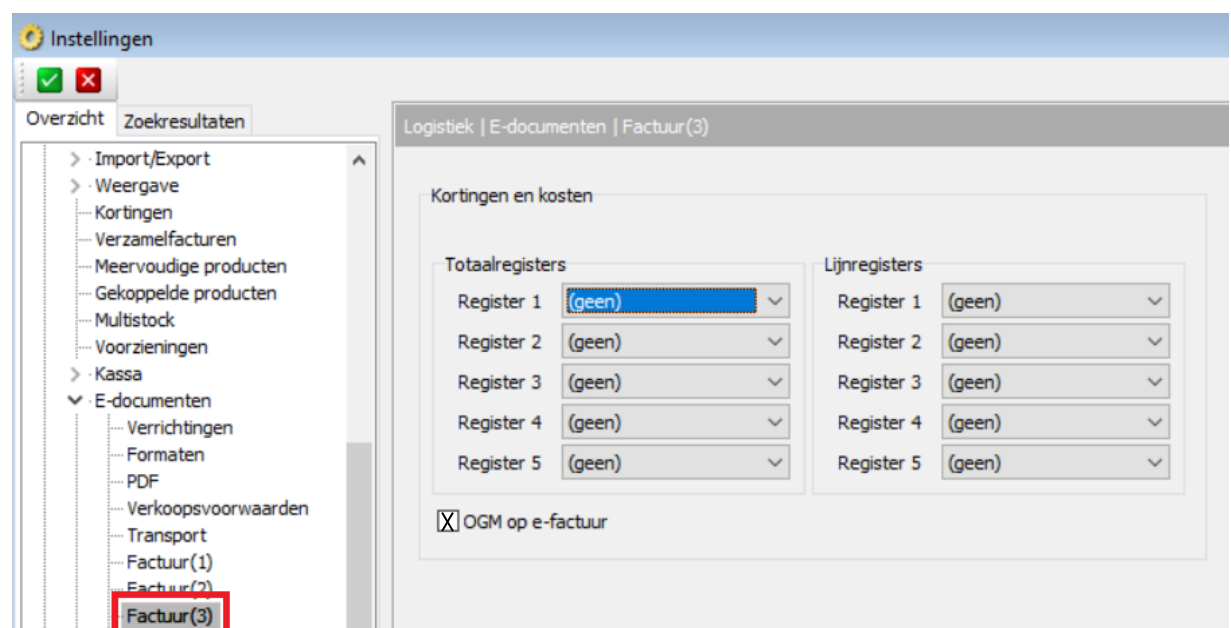 Instellingen
Overzicht
Zoekresultaten
Logistiek | E-documenten | Factuur(3)
Import/Export
Weergave
Kortingen
Verzamelfacturen
Meervoudige producten
Gekoppelde producten
Multistock
Voorzieningen
Kassa
E-documenten
Verrichtingen
Formaten
PDF
Verkoopsvoorwaarden
Transport
Factuur(1)
Factuur(2)
Factuur(3)
Kortingen en kosten
Totaalregisters
Register 1 (geen)
Register 2 (geen)
Register 3 (geen)
Register 4 (geen)
Register 5 (geen)
Lijnregisters
Register 1 (geen)
Register 2 (geen)
Register 3 (geen)
Register 4 (geen)
Register 5 (geen)
X OGM op e-factuur